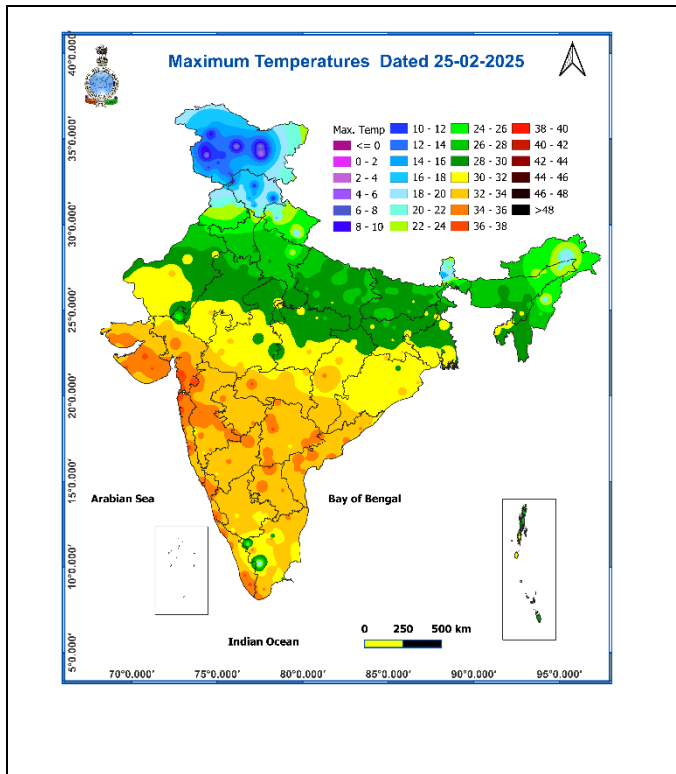 Maximum Temperatures Dated 25-02-2025
Max. Temp
<= 0
0 - 2
2 - 4
4 - 6
6 - 8
8 - 10
10 - 12
12 - 14
14 - 16
16 - 18
18 - 20
20 - 22
22 - 24
24 - 26
26 - 28
28 - 30
30 - 32
32 - 34
34 - 36
36 - 38
38 - 40
40 - 42
42 - 44
44 - 46
46 - 48
>48
40°0.000'
35°0.000'
30°0.000'
25°0.000'
20°0.000'
15°0.000'
10°0.000'
5°0.000'
Arabian Sea
Bay of Bengal
Indian Ocean
0 250 500 km
70°0.000' 75°0.000' 80°0.000' 85°0.000' 90°0.000' 95°0.000'